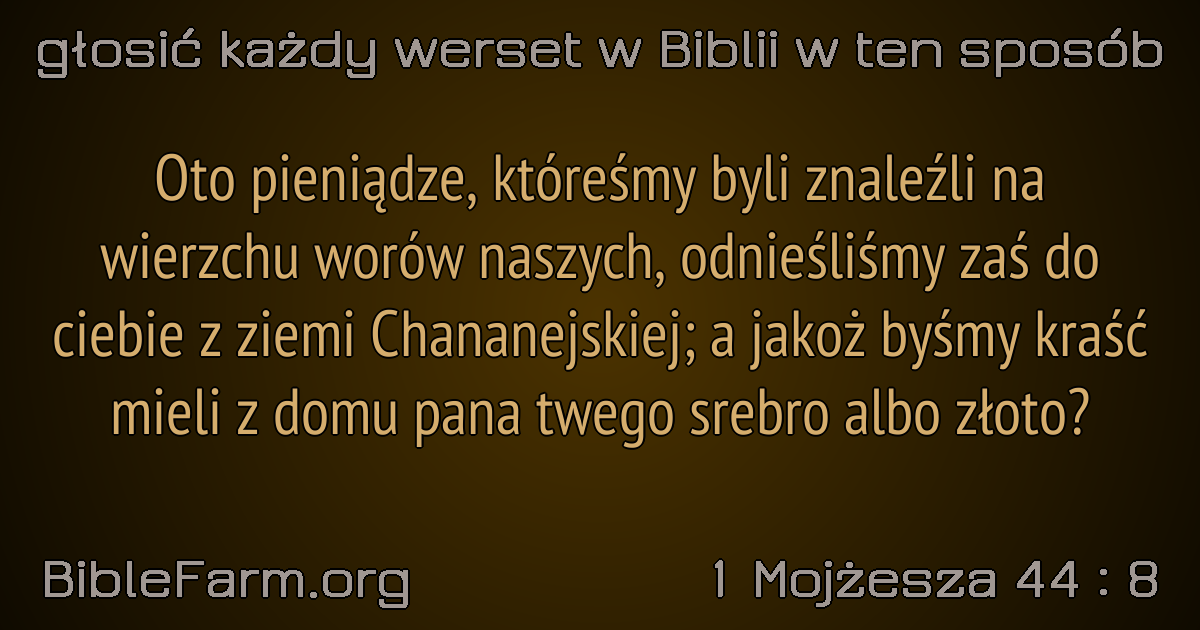 głosić każdy werset w Biblii w ten sposób
Oto pieniądze, któreśmy byli znaleźli na
wierzchu worów naszych, odnieśliśmy zaś do
ciebie z ziemi Chananejskiej; a jakoż byśmy kraść
mieli z domu pana twego srebro albo złoto?
BibleFarm.org
1 Mojżesza 44 : 8